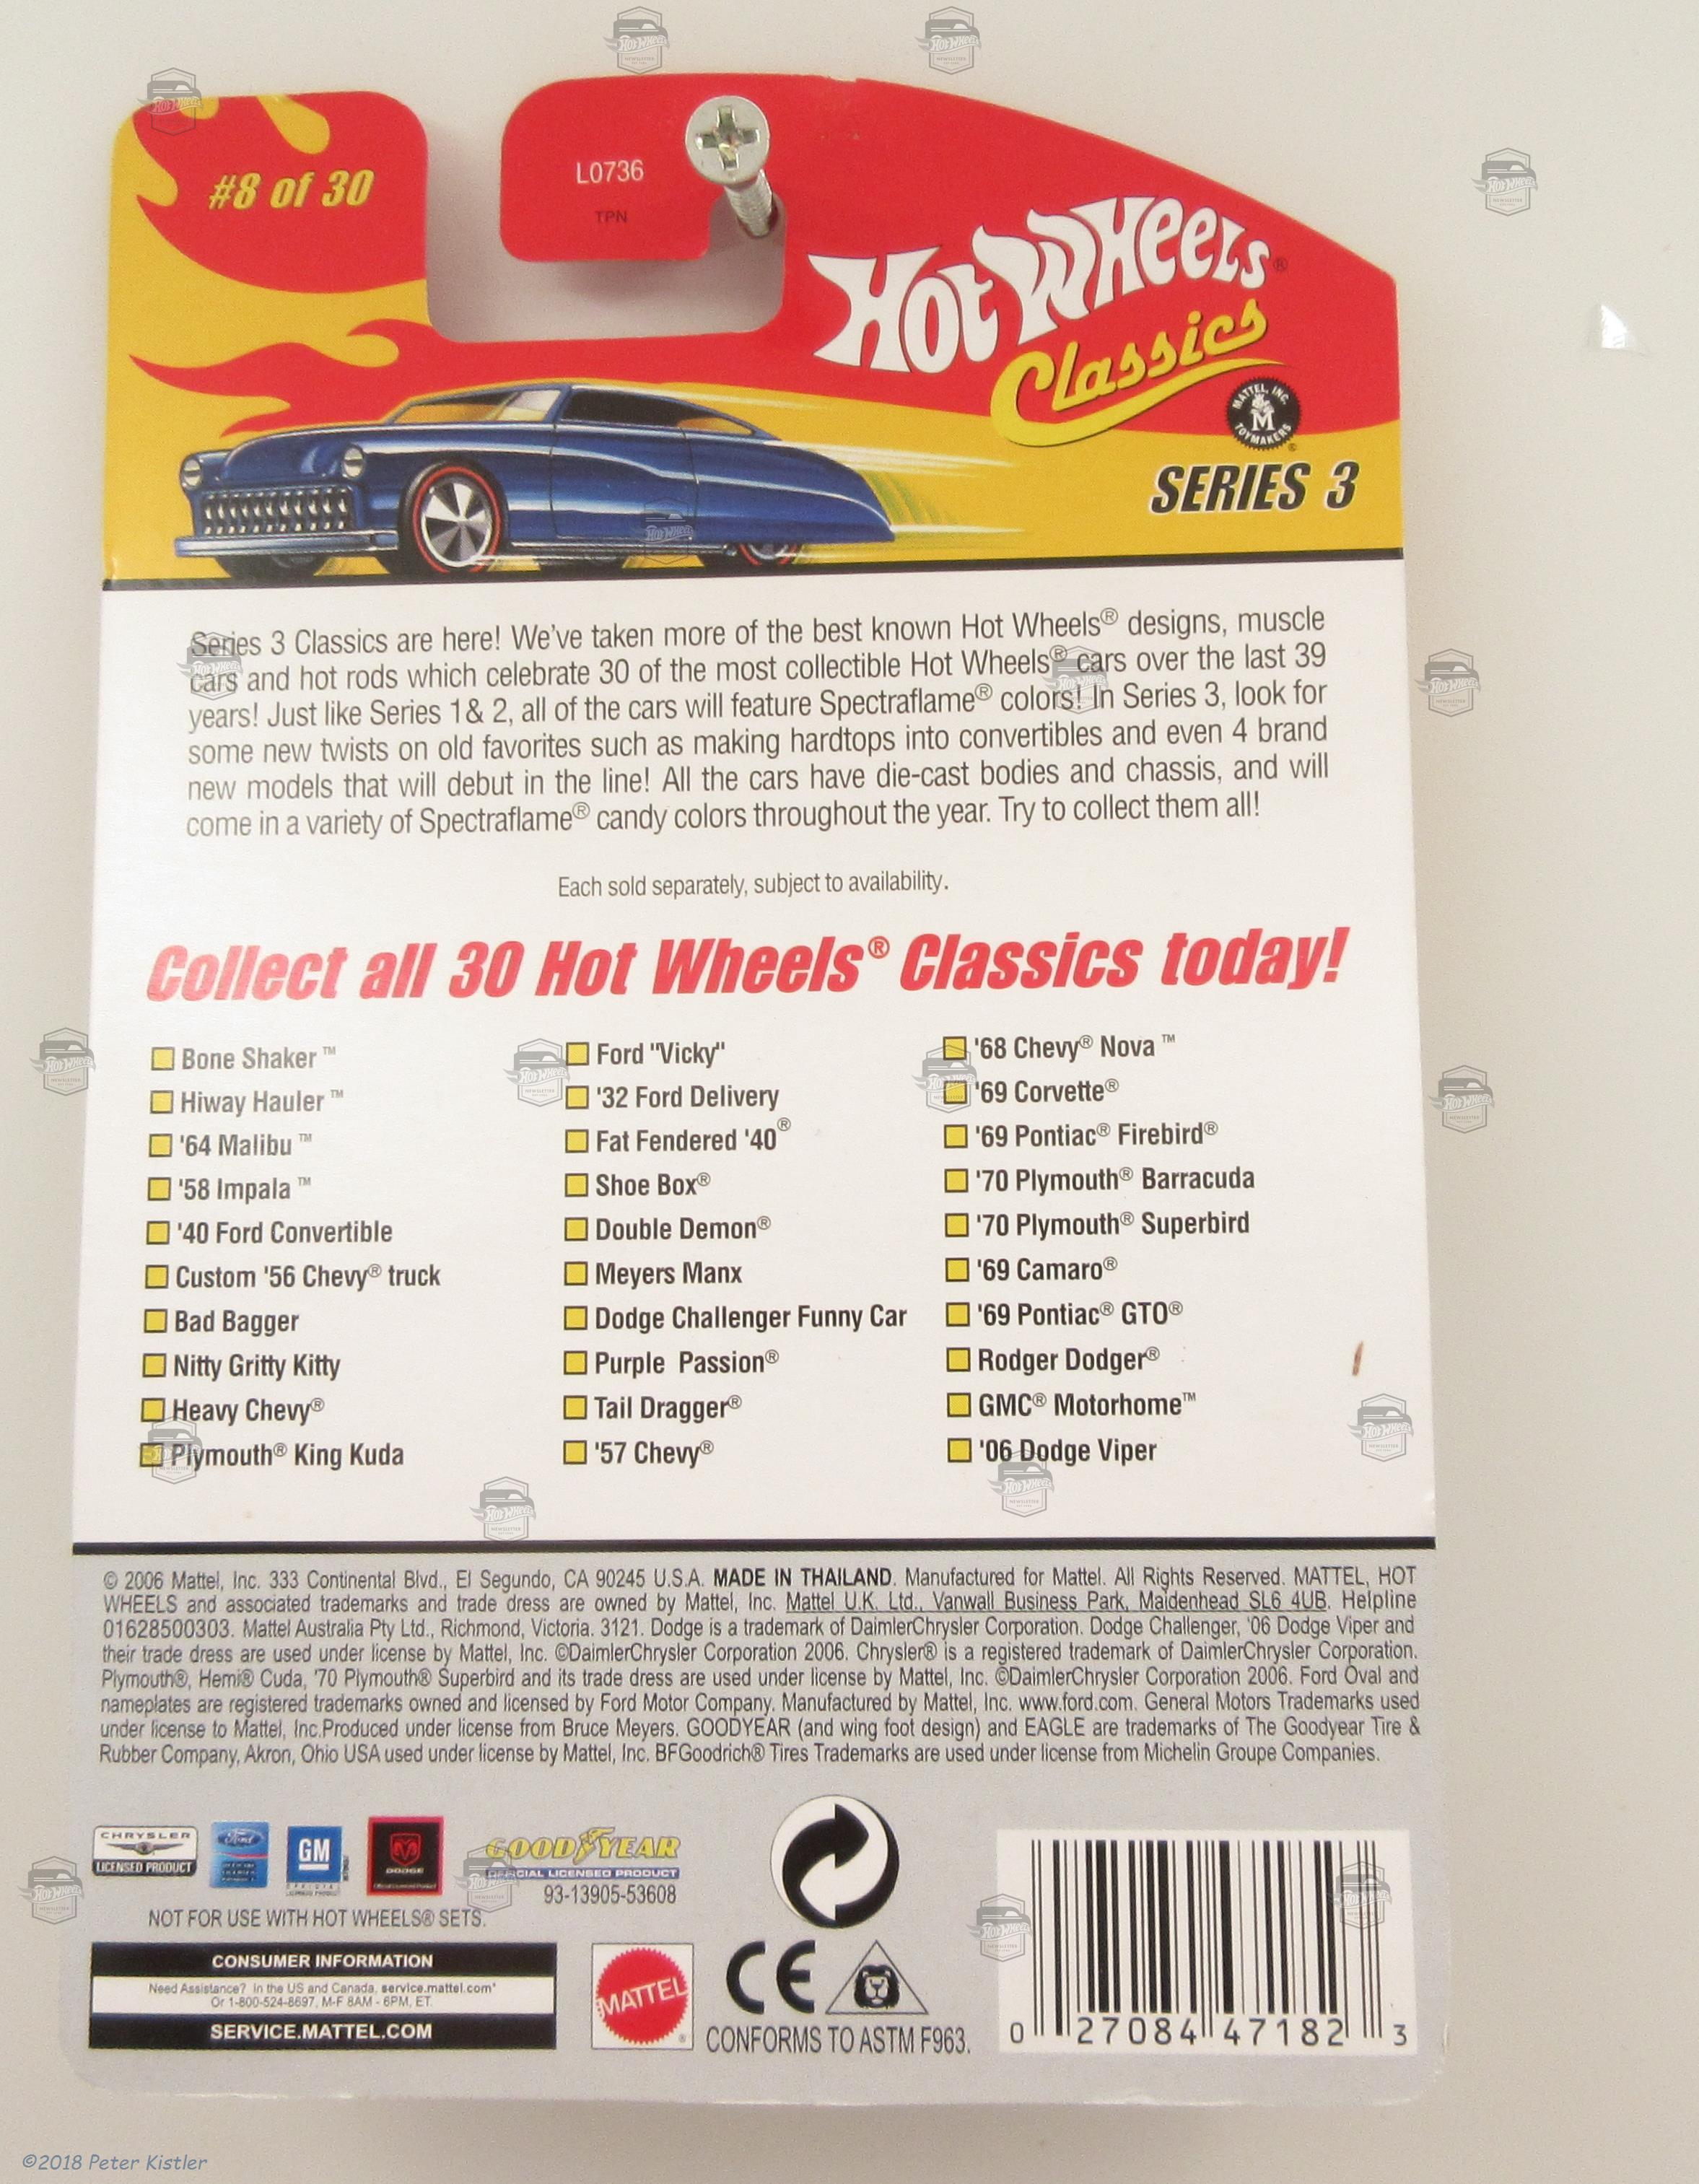 #8 of 30
L0736
TPN
Hot Wheels®
Classics
MATTEL, INC.
M
TOYMAKERS
©
SERIES 3
Series 3 Classics are here! We've taken more of the best known Hot Wheels® designs, muscle
cars and hot rods which celebrate 30 of the most collectible Hot Wheels® cars over the last 39
years! Just like Series 1& 2, all of the cars will feature Spectraflame® colors! In Series 3, look for
some new twists on old favorites such as making hardtops into convertibles and even 4 brand
new models that will debut in the line! All the cars have die-cast bodies and chassis, and will
come in a variety of Spectraflame® candy colors throughout the year. Try to collect them all!
Each sold separately, subject to availability.
Collect all 30 Hot Wheels® Classics today!
Bone Shaker™
Hiway Hauler™
'64 Malibu™
'58 Impala™
'40 Ford Convertible
Custom '56 Chevy® truck
Bad Bagger
Nitty Gritty Kitty
Heavy Chevy®
Plymouth® King Kuda
Ford "Vicky"
'32 Ford Delivery
Fat Fendered '40®
Shoe Box®
Double Demon®
Meyers Manx
Dodge Challenger Funny Car
Purple Passion®
Tail Dragger®
'57 Chevy®
'68 Chevy® Nova™
'69 Corvette®
'69 Pontiac® Firebird®
'70 Plymouth® Barracuda
'70 Plymouth® Superbird
'69 Camaro®
'69 Pontiac® GTO®
Rodger Dodger®
GMC® Motorhome™
'06 Dodge Viper
© 2006 Mattel, Inc. 333 Continental Blvd., El Segundo, CA 90245 U.S.A. MADE IN THAILAND. Manufactured for Mattel. All Rights Reserved. MATTEL, HOT
WHEELS and associated trademarks and trade dress are owned by Mattel, Inc. Mattel U.K. Ltd., Vanwall Business Park, Maidenhead SL6 4UB. Helpline
01628500303. Mattel Australia Pty Ltd., Richmond, Victoria. 3121. Dodge is a trademark of DaimlerChrysler Corporation. Dodge Challenger, '06 Dodge Viper and
their trade dress are used under license by Mattel, Inc. ©DaimlerChrysler Corporation 2006. Chrysler® is a registered trademark of DaimlerChrysler Corporation.
Plymouth®, Hemi® Cuda, '70 Plymouth® Superbird and its trade dress are used under license by Mattel, Inc. ©DaimlerChrysler Corporation 2006. Ford Oval and
nameplates are registered trademarks owned and licensed by Ford Motor Company. Manufactured by Mattel, Inc. www.ford.com. General Motors Trademarks used
under license to Mattel, Inc.Produced under license from Bruce Meyers. GOODYEAR (and wing foot design) and EAGLE are trademarks of The Goodyear Tire &
Rubber Company, Akron, Ohio USA used under license by Mattel, Inc. BFGoodrich® Tires Trademarks are used under license from Michelin Groupe Companies.
CHRYSLER
LICENSED PRODUCT
Ford
GM
DODGE
GOODYEAR
OFFICIAL LICENSED PRODUCT
93-13905-53608
NOT FOR USE WITH HOT WHEELS® SETS.
CONSUMER INFORMATION
Need Assistance? In the US and Canada, service.mattel.com*
Or 1-800-524-8697, M-F 8AM - 6PM, ET.
SERVICE.MATTEL.COM
MATTEL®
CE
CONFORMS TO ASTM F963.
0 27084 47182 3
©2018 Peter Kistler